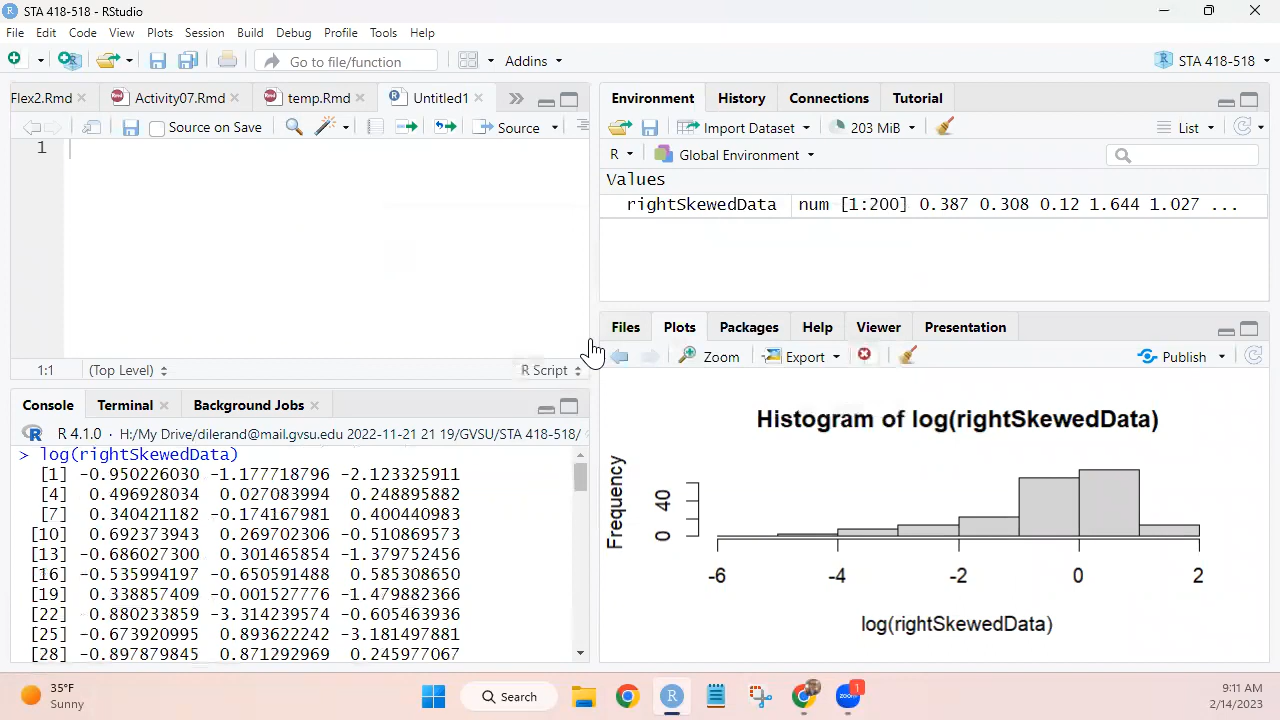 STA 418-518 - RStudio
File Edit Code View Plots Session Build Debug Profile Tools Help
Go to file/function Addins STA 418-518
Flex2.Rmd Activity07.Rmd temp.Rmd Untitled1
Source on Save Source
1
1:1 (Top Level) R Script
Console Terminal Background Jobs
R 4.1.0 · H:/My Drive/dilerand@mail.gvsu.edu 2022-11-21 21 19/GVSU/STA 418-518/
> log(rightSkewedData)
[1] -0.950226030 -1.177718796 -2.123325911
[4] 0.496928034 0.027083994 0.248895882
[7] 0.340421182 -0.174167981 0.400440983
[10] 0.692373943 0.269702306 -0.510869573
[13] -0.686027300 0.301465854 -1.379752456
[16] -0.535994197 -0.650591488 0.585308650
[19] 0.338857409 -0.001527776 -1.479882366
[22] 0.880233859 -3.314239574 -0.605463936
[25] -0.673920995 0.893622242 -3.181497881
[28] -0.897879845 0.871292969 0.245977067
Environment History Connections Tutorial
Import Dataset 203 MiB List
R Global Environment
Values
rightSkewedData num [1:200] 0.387 0.308 0.12 1.644 1.027 ...
Files Plots Packages Help Viewer Presentation
Zoom Export Publish
Histogram of log(rightSkewedData)
Frequency
40
0
-6 -4 -2 0 2
log(rightSkewedData)
35°F
Sunny
Search
zoom
1
9:11 AM
2/14/2023